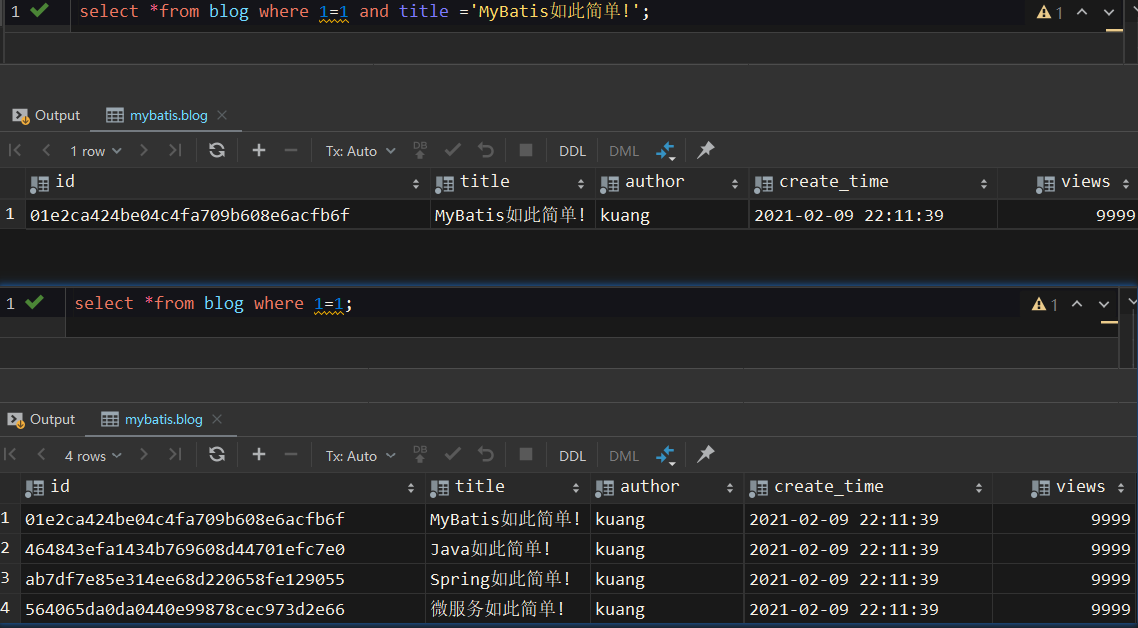 1 select *from blog where 1=1 and title ='MyBatis如此简单!'; 1
Output mybatis.blog
1 row Tx: Auto DB DDL DML
id title author create_time views
1 01e2ca424be04c4fa709b608e6acfb6f MyBatis如此简单! kuang 2021-02-09 22:11:39 9999
1 select *from blog where 1=1; 1
Output mybatis.blog
4 rows Tx: Auto DB DDL DML
id title author create_time views
1 01e2ca424be04c4fa709b608e6acfb6f MyBatis如此简单! kuang 2021-02-09 22:11:39 9999
2 464843efa1434b769608d44701efc7e0 Java如此简单! kuang 2021-02-09 22:11:39 9999
3 ab7df7e85e314ee68d220658fe129055 Spring如此简单! kuang 2021-02-09 22:11:39 9999
4 564065da0da0440e99878cec973d2e66 微服务如此简单! kuang 2021-02-09 22:11:39 9999